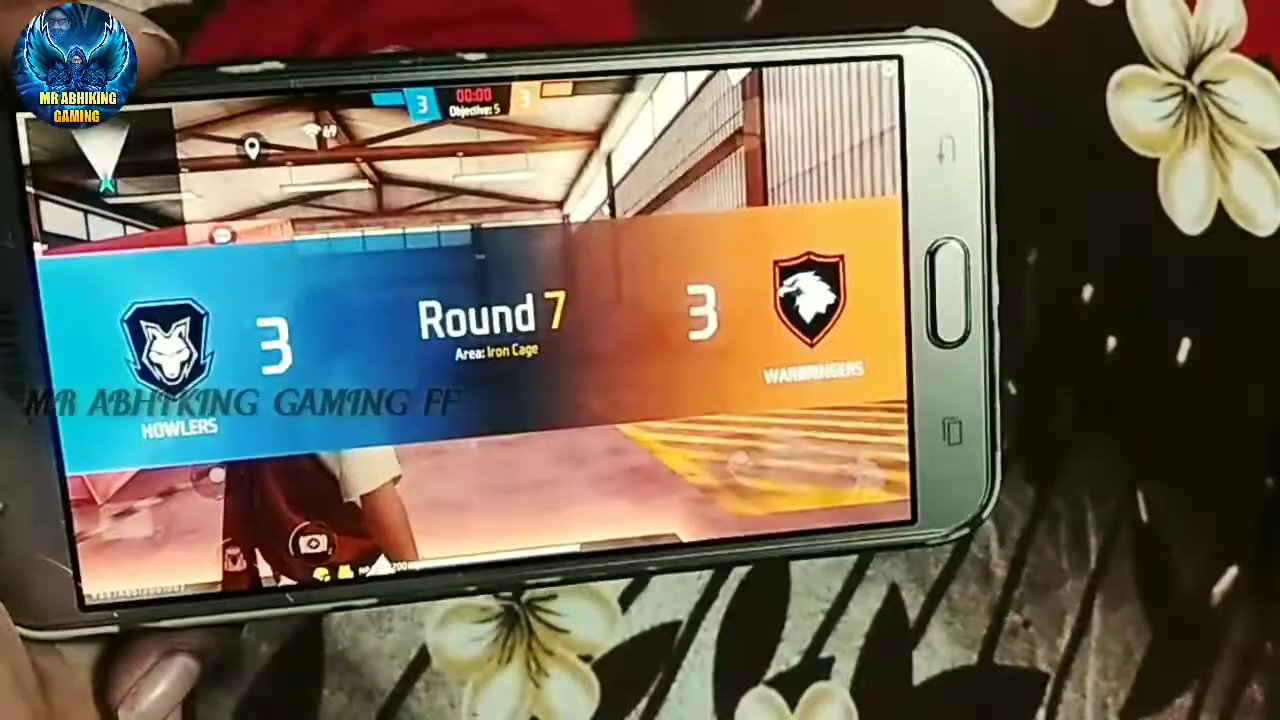 MR ABHIKING
GAMING
3
00:00
Objective: 5
3
69
3
Round 7
Area: Iron Cage
3
WARBRINGERS
MR ABHIKING GAMING FF
HOWLERS